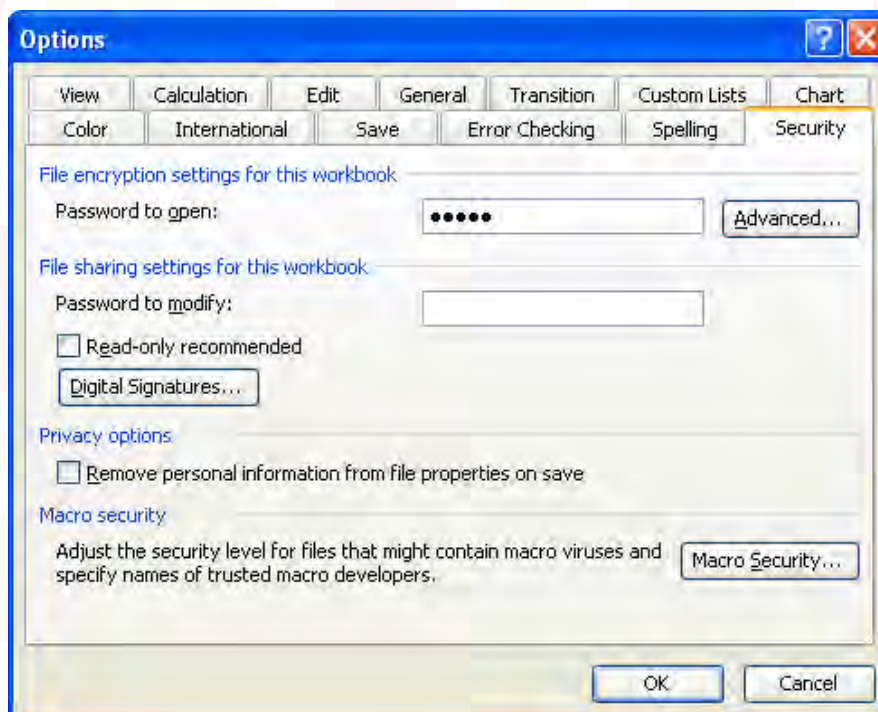 Options
View Calculation Edit General Transition Custom Lists Chart
Color International Save Error Checking Spelling Security
File encryption settings for this workbook
Password to open: ●●●●● Advanced...
File sharing settings for this workbook
Password to modify:
Read-only recommended
Digital Signatures...
Privacy options
Remove personal information from file properties on save
Macro security
Adjust the security level for files that might contain macro viruses and
specify names of trusted macro developers.
Macro Security...
OK Cancel